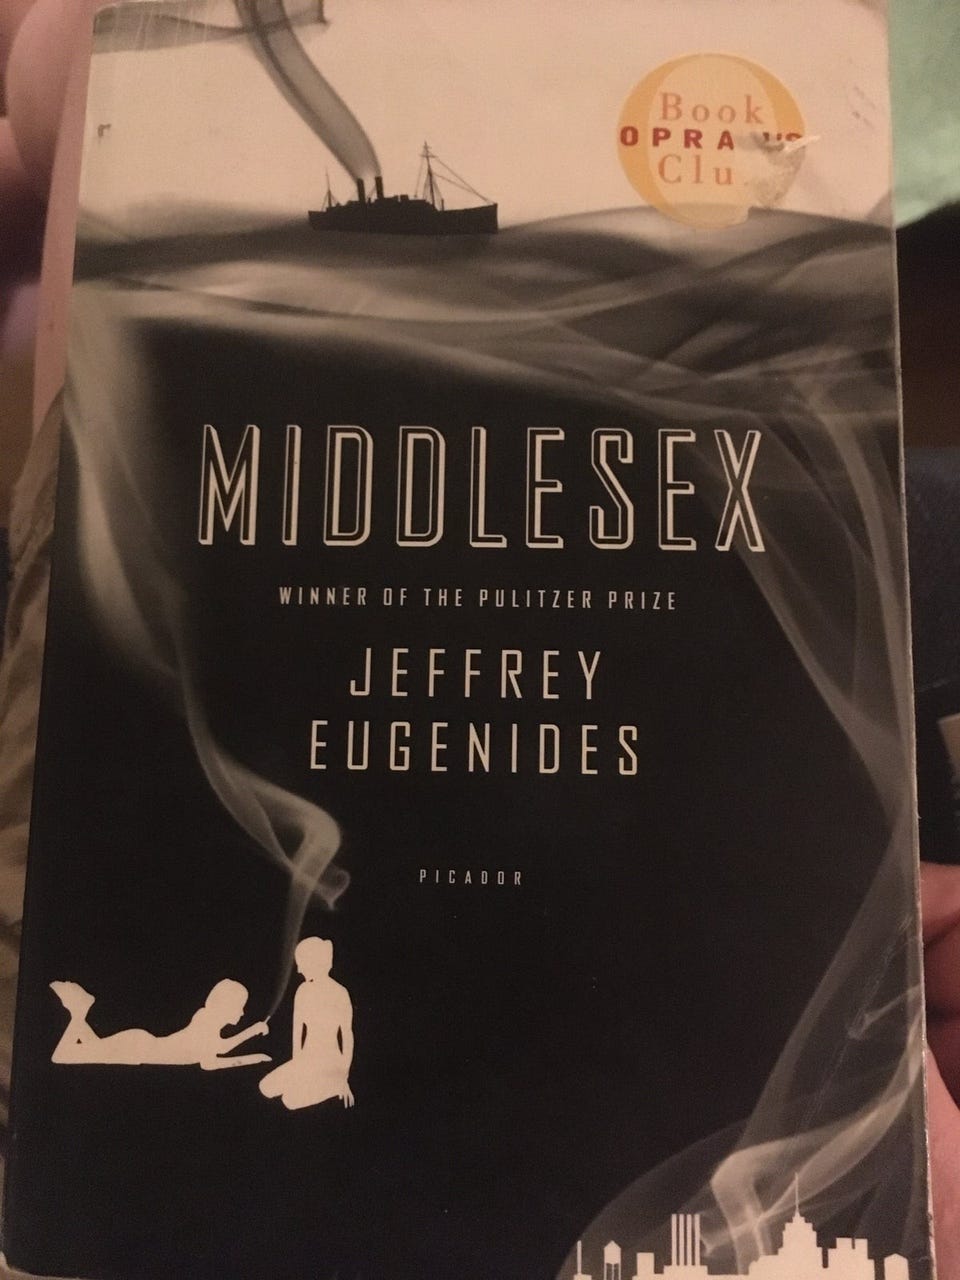 Book
OPRA
Clu
MIDDLESEX
WINNER OF THE PULITZER PRIZE
JEFFREY
EUGENIDES
PICADOR